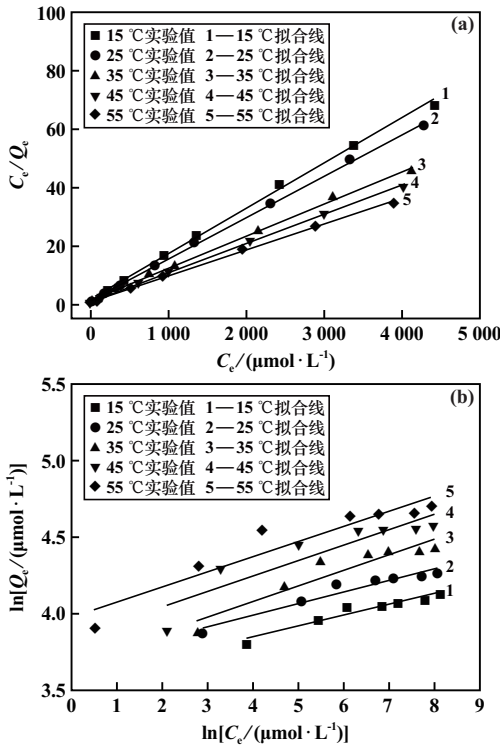 100
80
60
40
20
0
C_e/Q_e
(a)
15 ℃实验值 1—15℃拟合线
25 ℃实验值 2—25℃拟合线
35 ℃实验值 3—35℃拟合线
45 ℃实验值 4—45℃拟合线
55 ℃实验值 5—55℃拟合线
1
2
3
4
5
0 1 000 2 000 3 000 4 000 5 000
C_e/(μmol·L⁻¹)
5.5
5.0
4.5
4.0
3.5
ln[Q_e/(μmol·L⁻¹)]
(b)
15 ℃实验值 1—15℃拟合线
25 ℃实验值 2—25℃拟合线
35 ℃实验值 3—35℃拟合线
45 ℃实验值 4—45℃拟合线
55 ℃实验值 5—55℃拟合线
5
4
3
2
1
0 1 2 3 4 5 6 7 8 9
ln[C_e/(μmol·L⁻¹)]